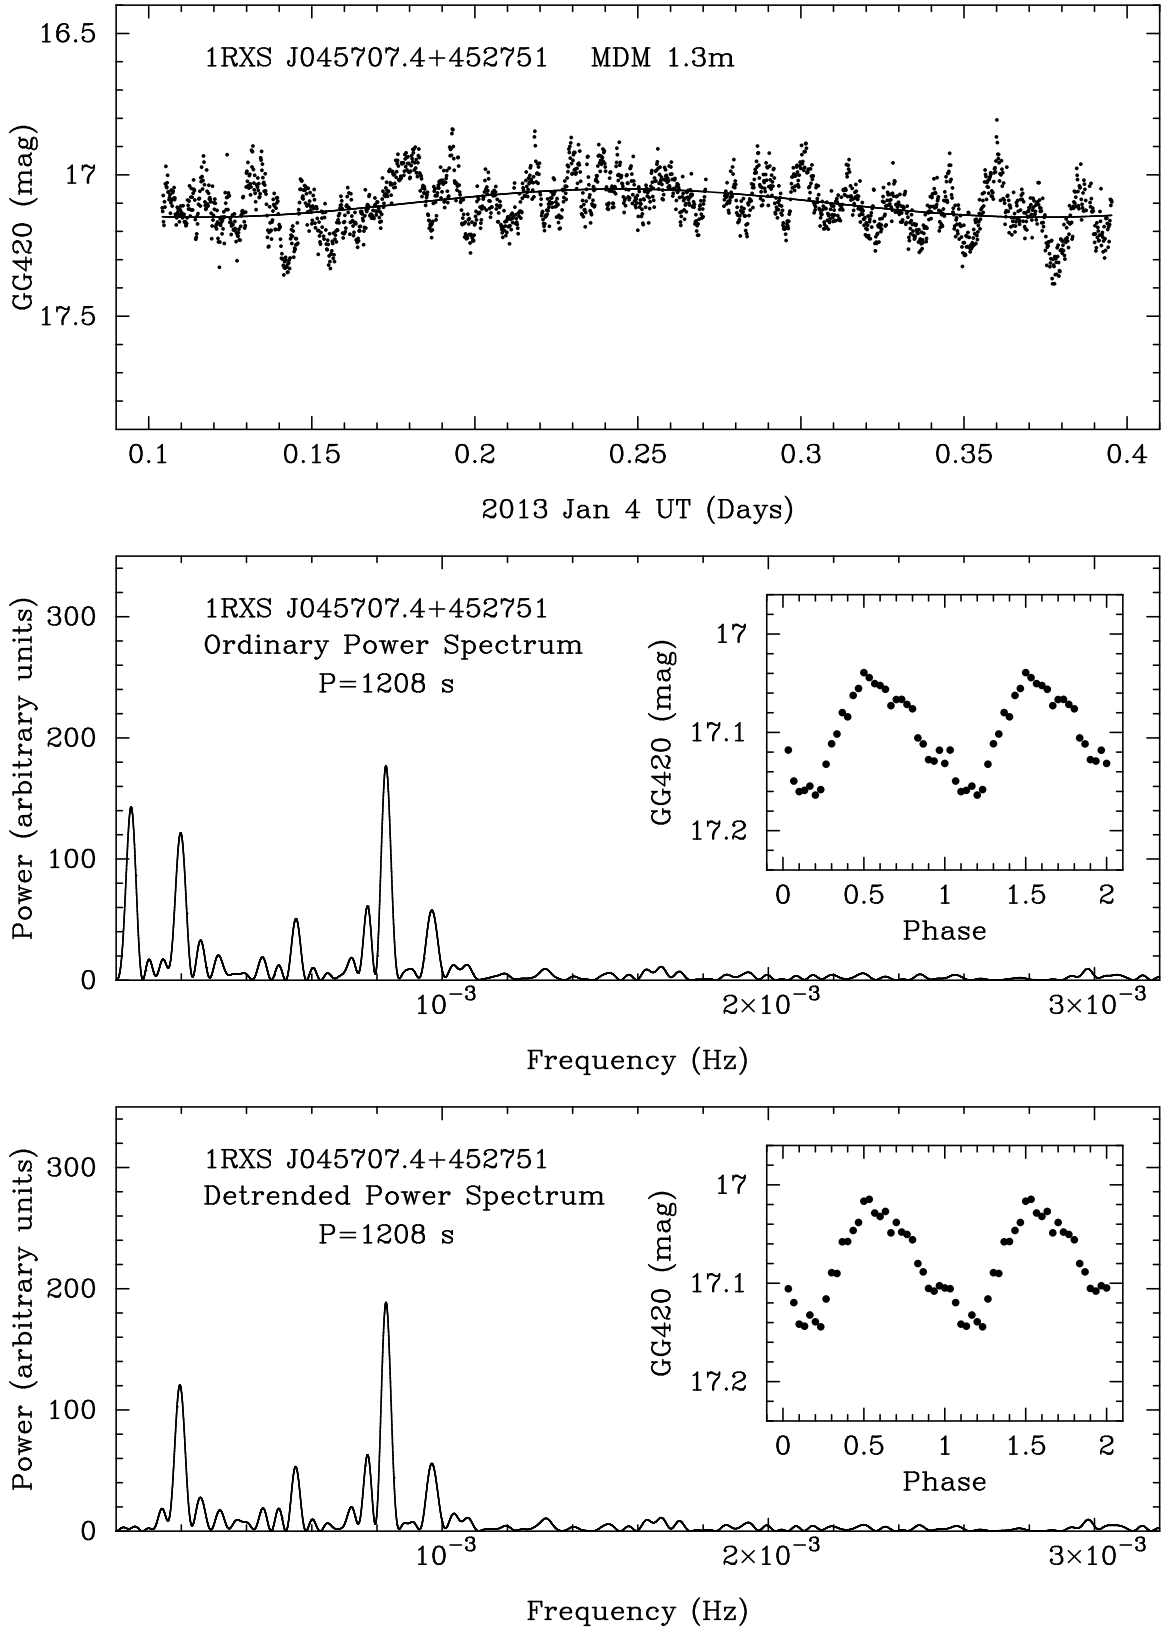 16.5
1RXS J045707.4+452751 MDM 1.3m
17
17.5
GG420 (mag)
0.1 0.15 0.2 0.25 0.3 0.35 0.4
2013 Jan 4 UT (Days)
300
1RXS J045707.4+452751
Ordinary Power Spectrum
P=1208 s
200
100
0
Power (arbitrary units)
17
17.1
17.2
GG420 (mag)
0 0.5 1 1.5 2
Phase
10⁻³ 2×10⁻³ 3×10⁻³
Frequency (Hz)
300
1RXS J045707.4+452751
Detrended Power Spectrum
P=1208 s
200
100
0
Power (arbitrary units)
17
17.1
17.2
GG420 (mag)
0 0.5 1 1.5 2
Phase
10⁻³ 2×10⁻³ 3×10⁻³
Frequency (Hz)